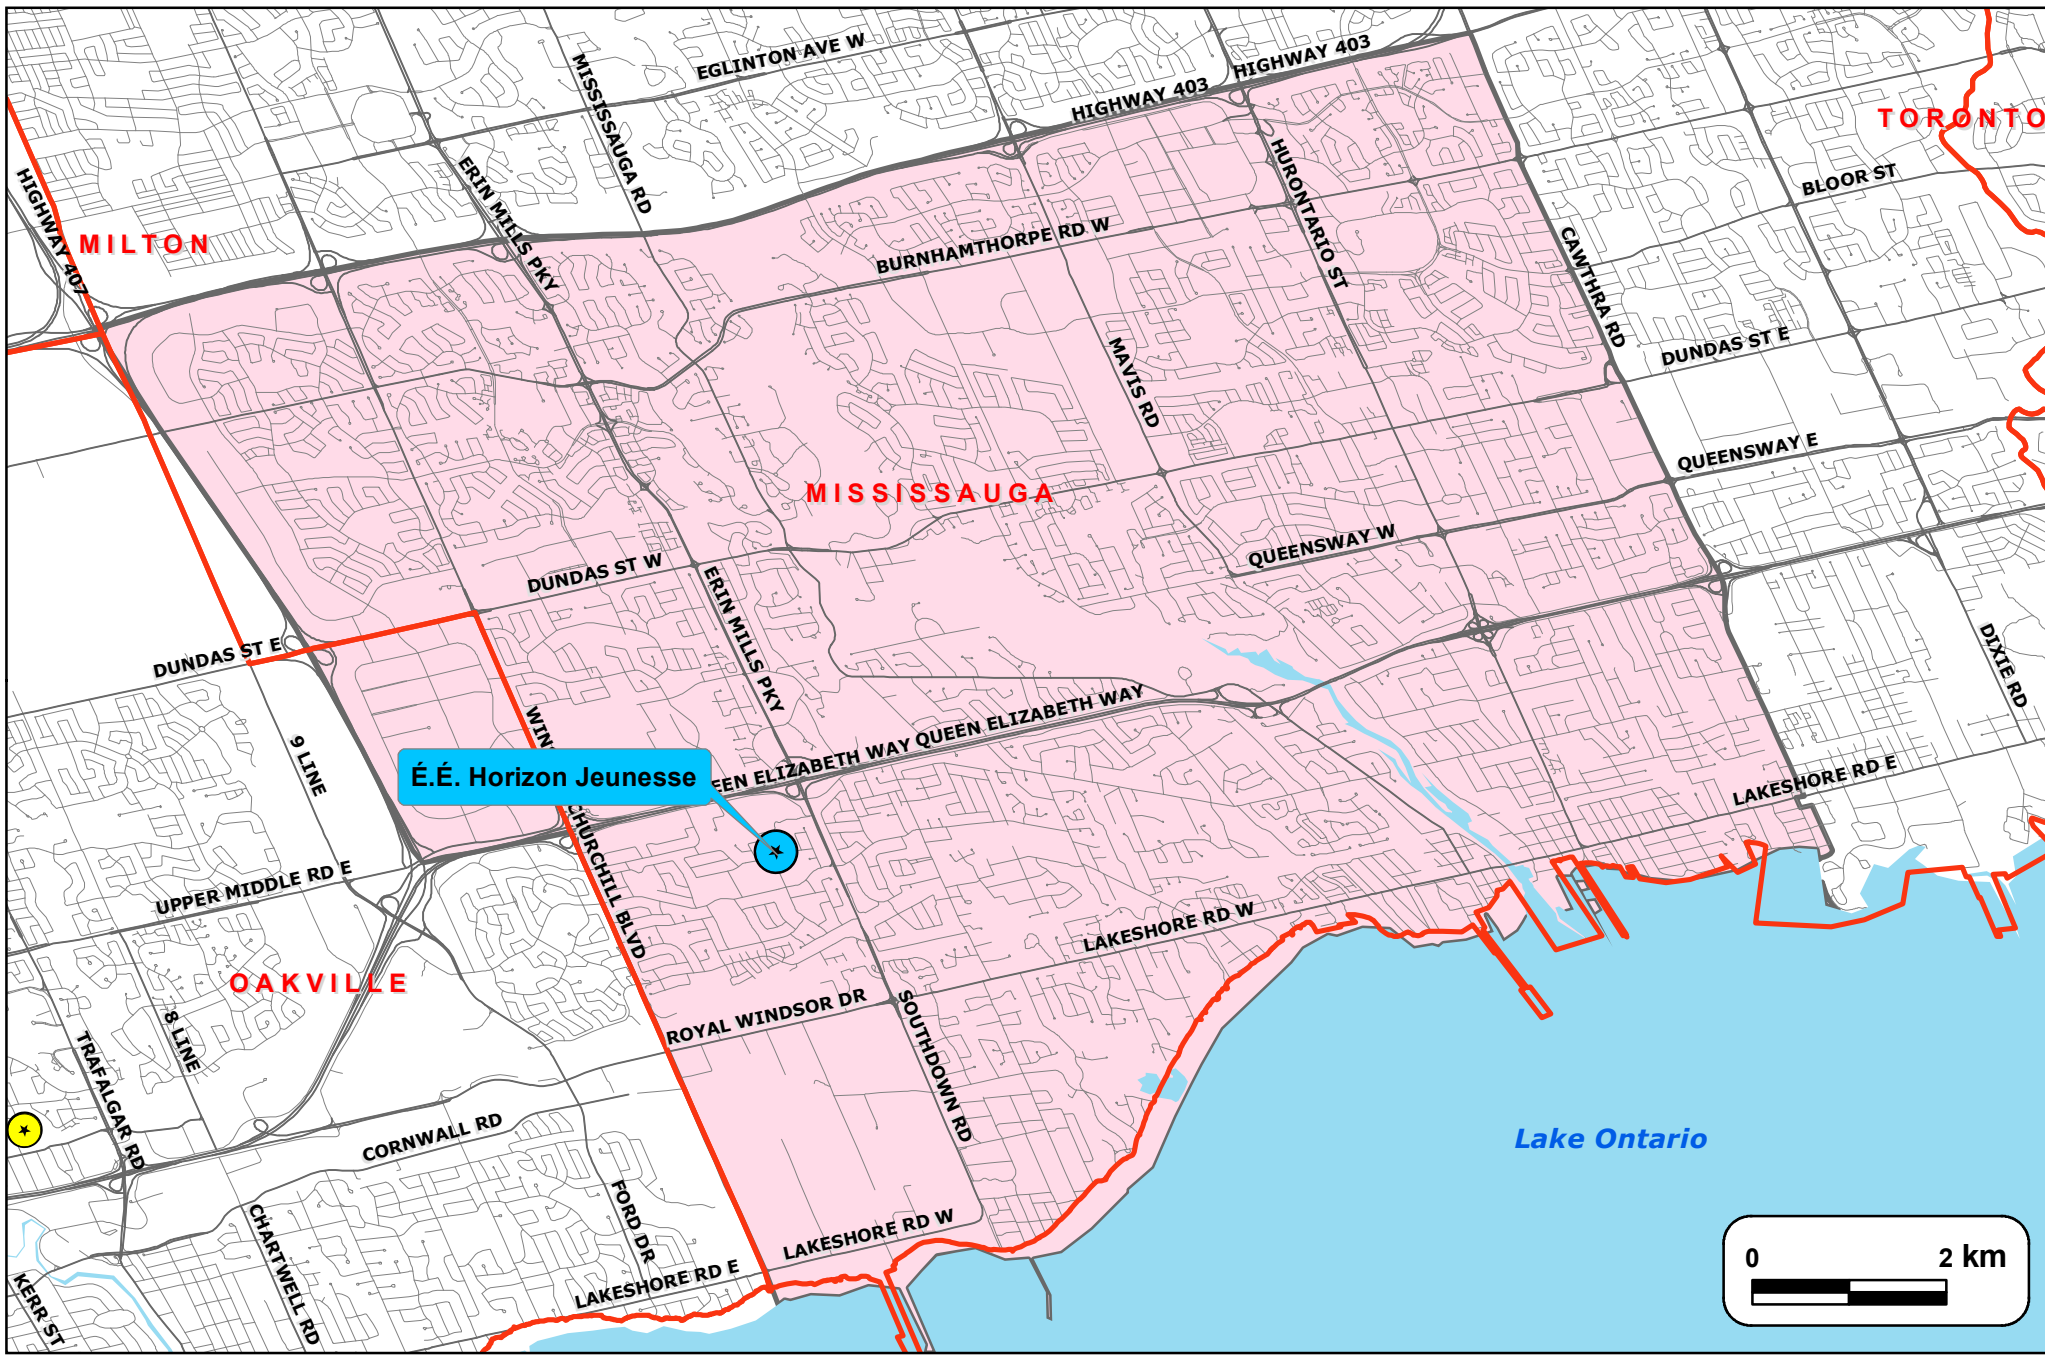 EGLINTON AVE W
MISSISSAUGA RD
HIGHWAY 403
HIGHWAY 403
TORONTO
HIGHWAY 407
MILTON
ERIN MILLS PKY
HURONTARIO ST
BLOOR ST
BURNHAMTHORPE RD W
CAWTHRA RD
MAVIS RD
DUNDAS ST E
QUEENSWAY E
MISSISSAUGA
QUEENSWAY W
DUNDAS ST W
ERIN MILLS PKY
DUNDAS ST E
DIXIE RD
9 LINE
WIN
CHURCHILL BLVD
É.É. Horizon Jeunesse
EEN ELIZABETH WAY
QUEEN ELIZABETH WAY
LAKESHORE RD E
UPPER MIDDLE RD E
LAKESHORE RD W
OAKVILLE
ROYAL WINDSOR DR
SOUTHDOWN RD
8 LINE
TRAFALGAR RD
CORNWALL RD
Lake Ontario
FORD DR
CHARTWELL RD
LAKESHORE RD W
LAKESHORE RD E
KERR ST
0 2 km